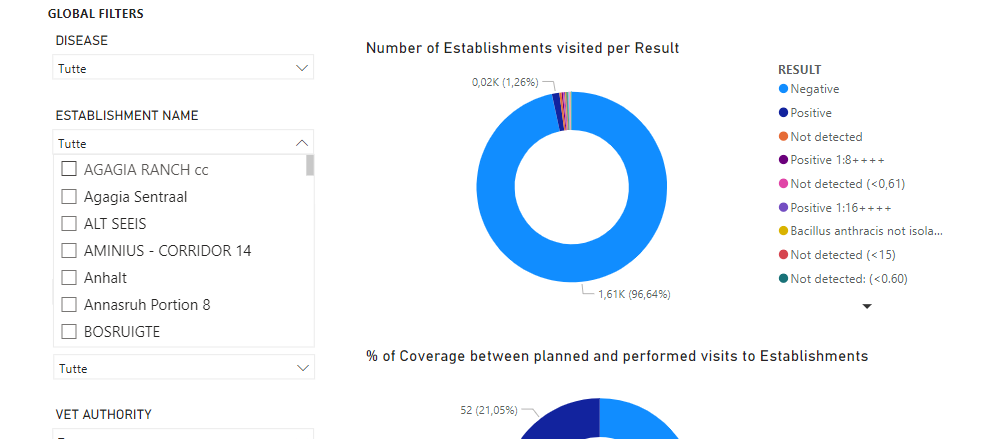 GLOBAL FILTERS
DISEASE
Tutte
ESTABLISHMENT NAME
Tutte
AGAGIA RANCH cc
Agagia Sentraal
ALT SEEIS
AMINIUS - CORRIDOR 14
Anhalt
Annasruh Portion 8
BOSRUIGTE
Tutte
VET AUTHORITY
Number of Establishments visited per Result
0,02K (1,26%)
1,61K (96,64%)
RESULT
Negative
Positive
Not detected
Positive 1:8++++
Not detected (<0,61)
Positive 1:16++++
Bacillus anthracis not isola...
Not detected (<15)
Not detected: (<0.60)
% of Coverage between planned and performed visits to Establishments
52 (21,05%)